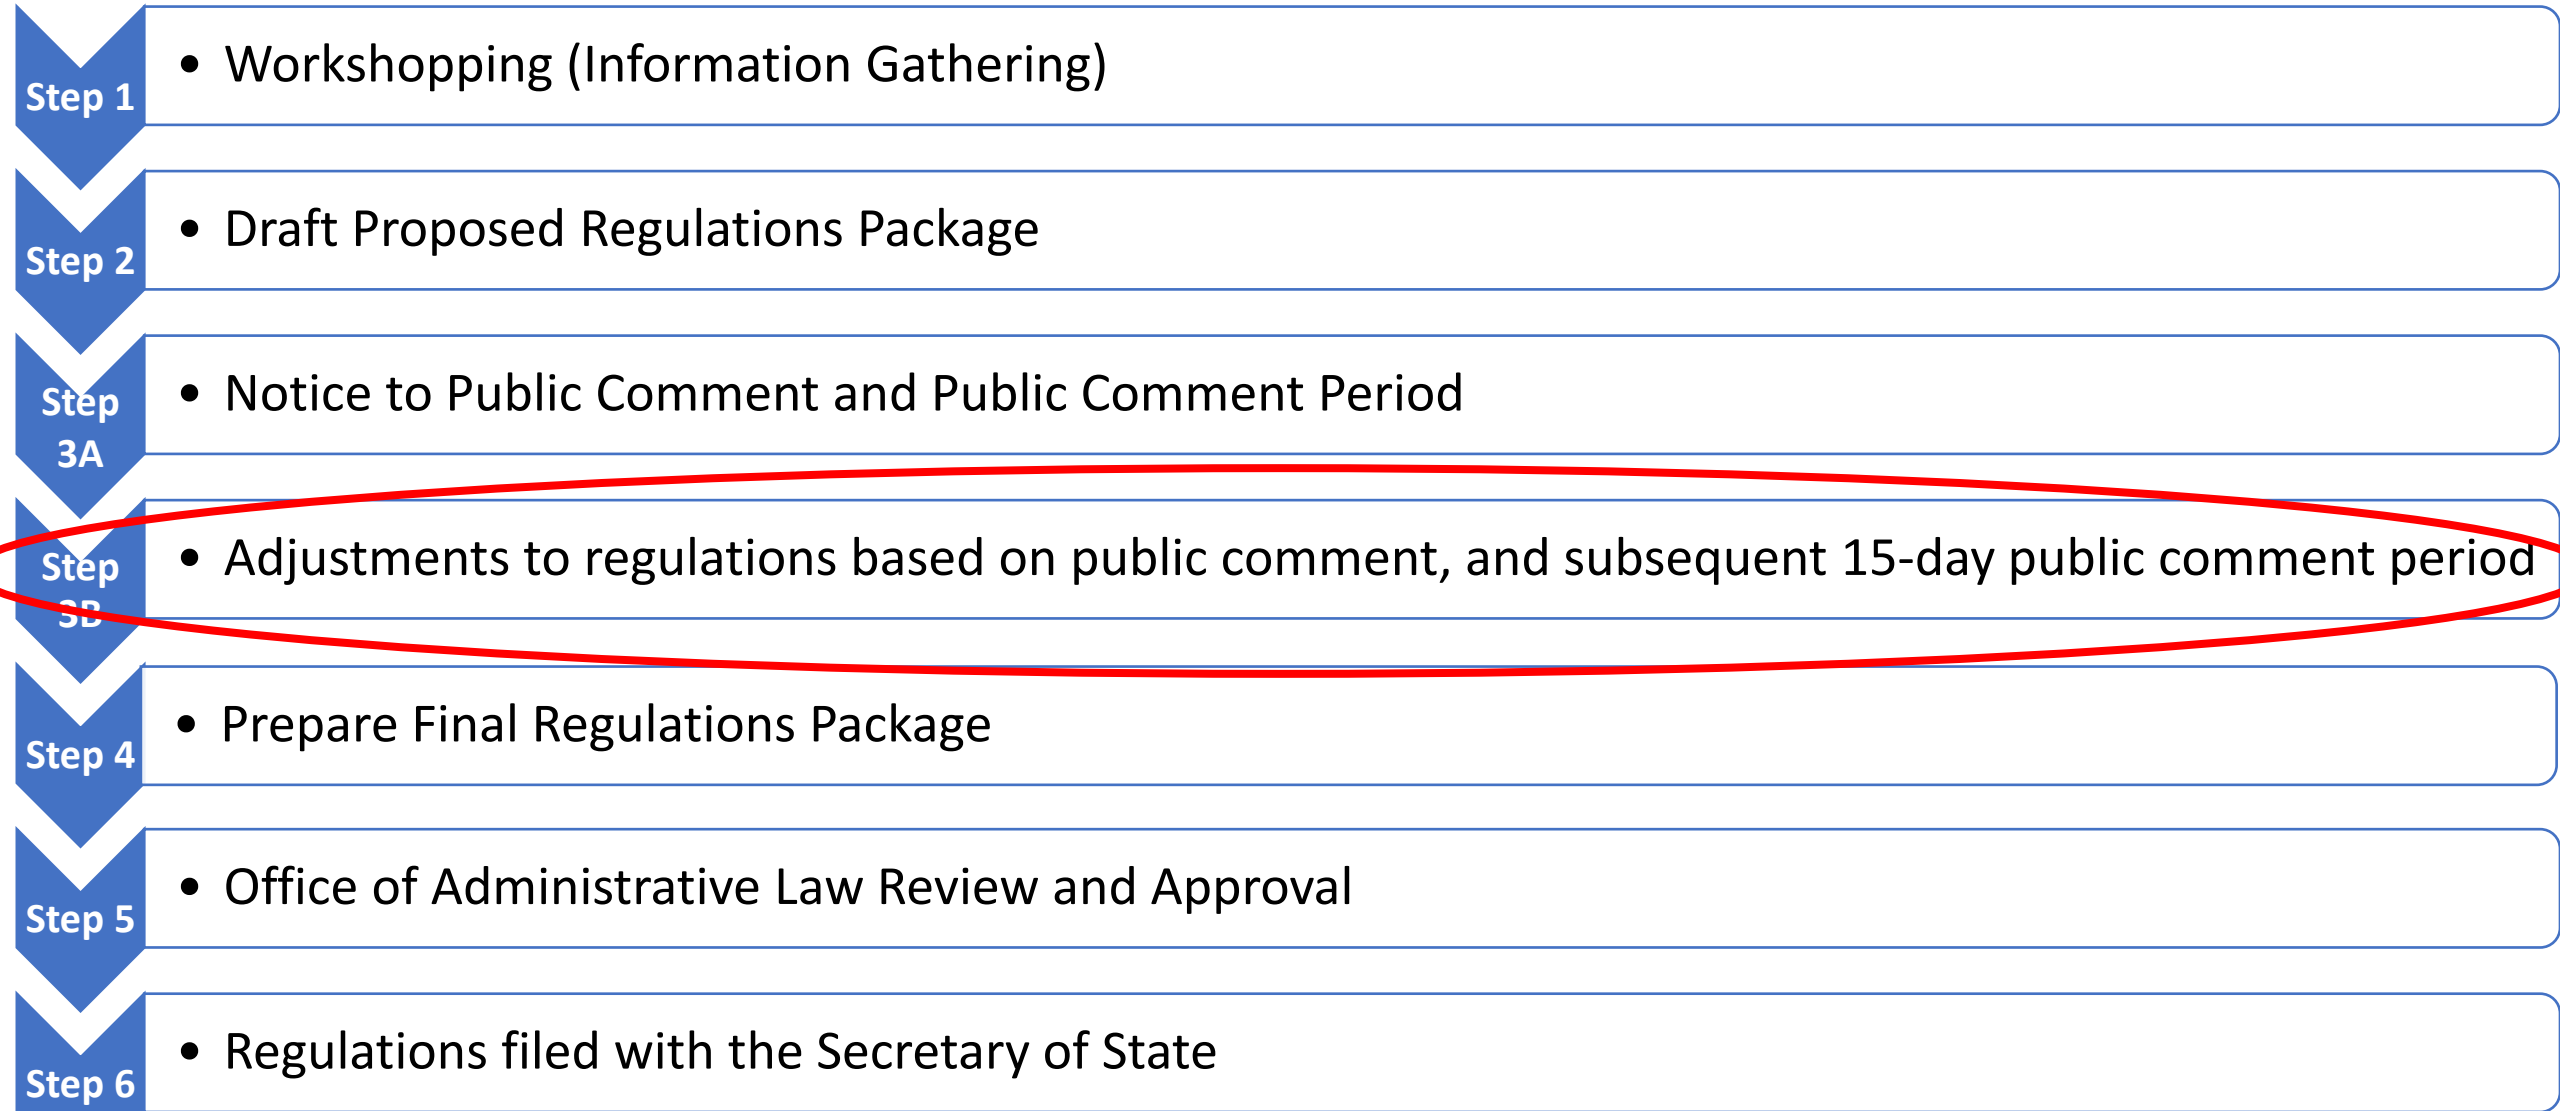 Step 1
• Workshopping (Information Gathering)
Step 2
• Draft Proposed Regulations Package
Step
3A
• Notice to Public Comment and Public Comment Period
Step
3B
• Adjustments to regulations based on public comment, and subsequent 15-day public comment period
Step 4
• Prepare Final Regulations Package
Step 5
• Office of Administrative Law Review and Approval
Step 6
• Regulations filed with the Secretary of State